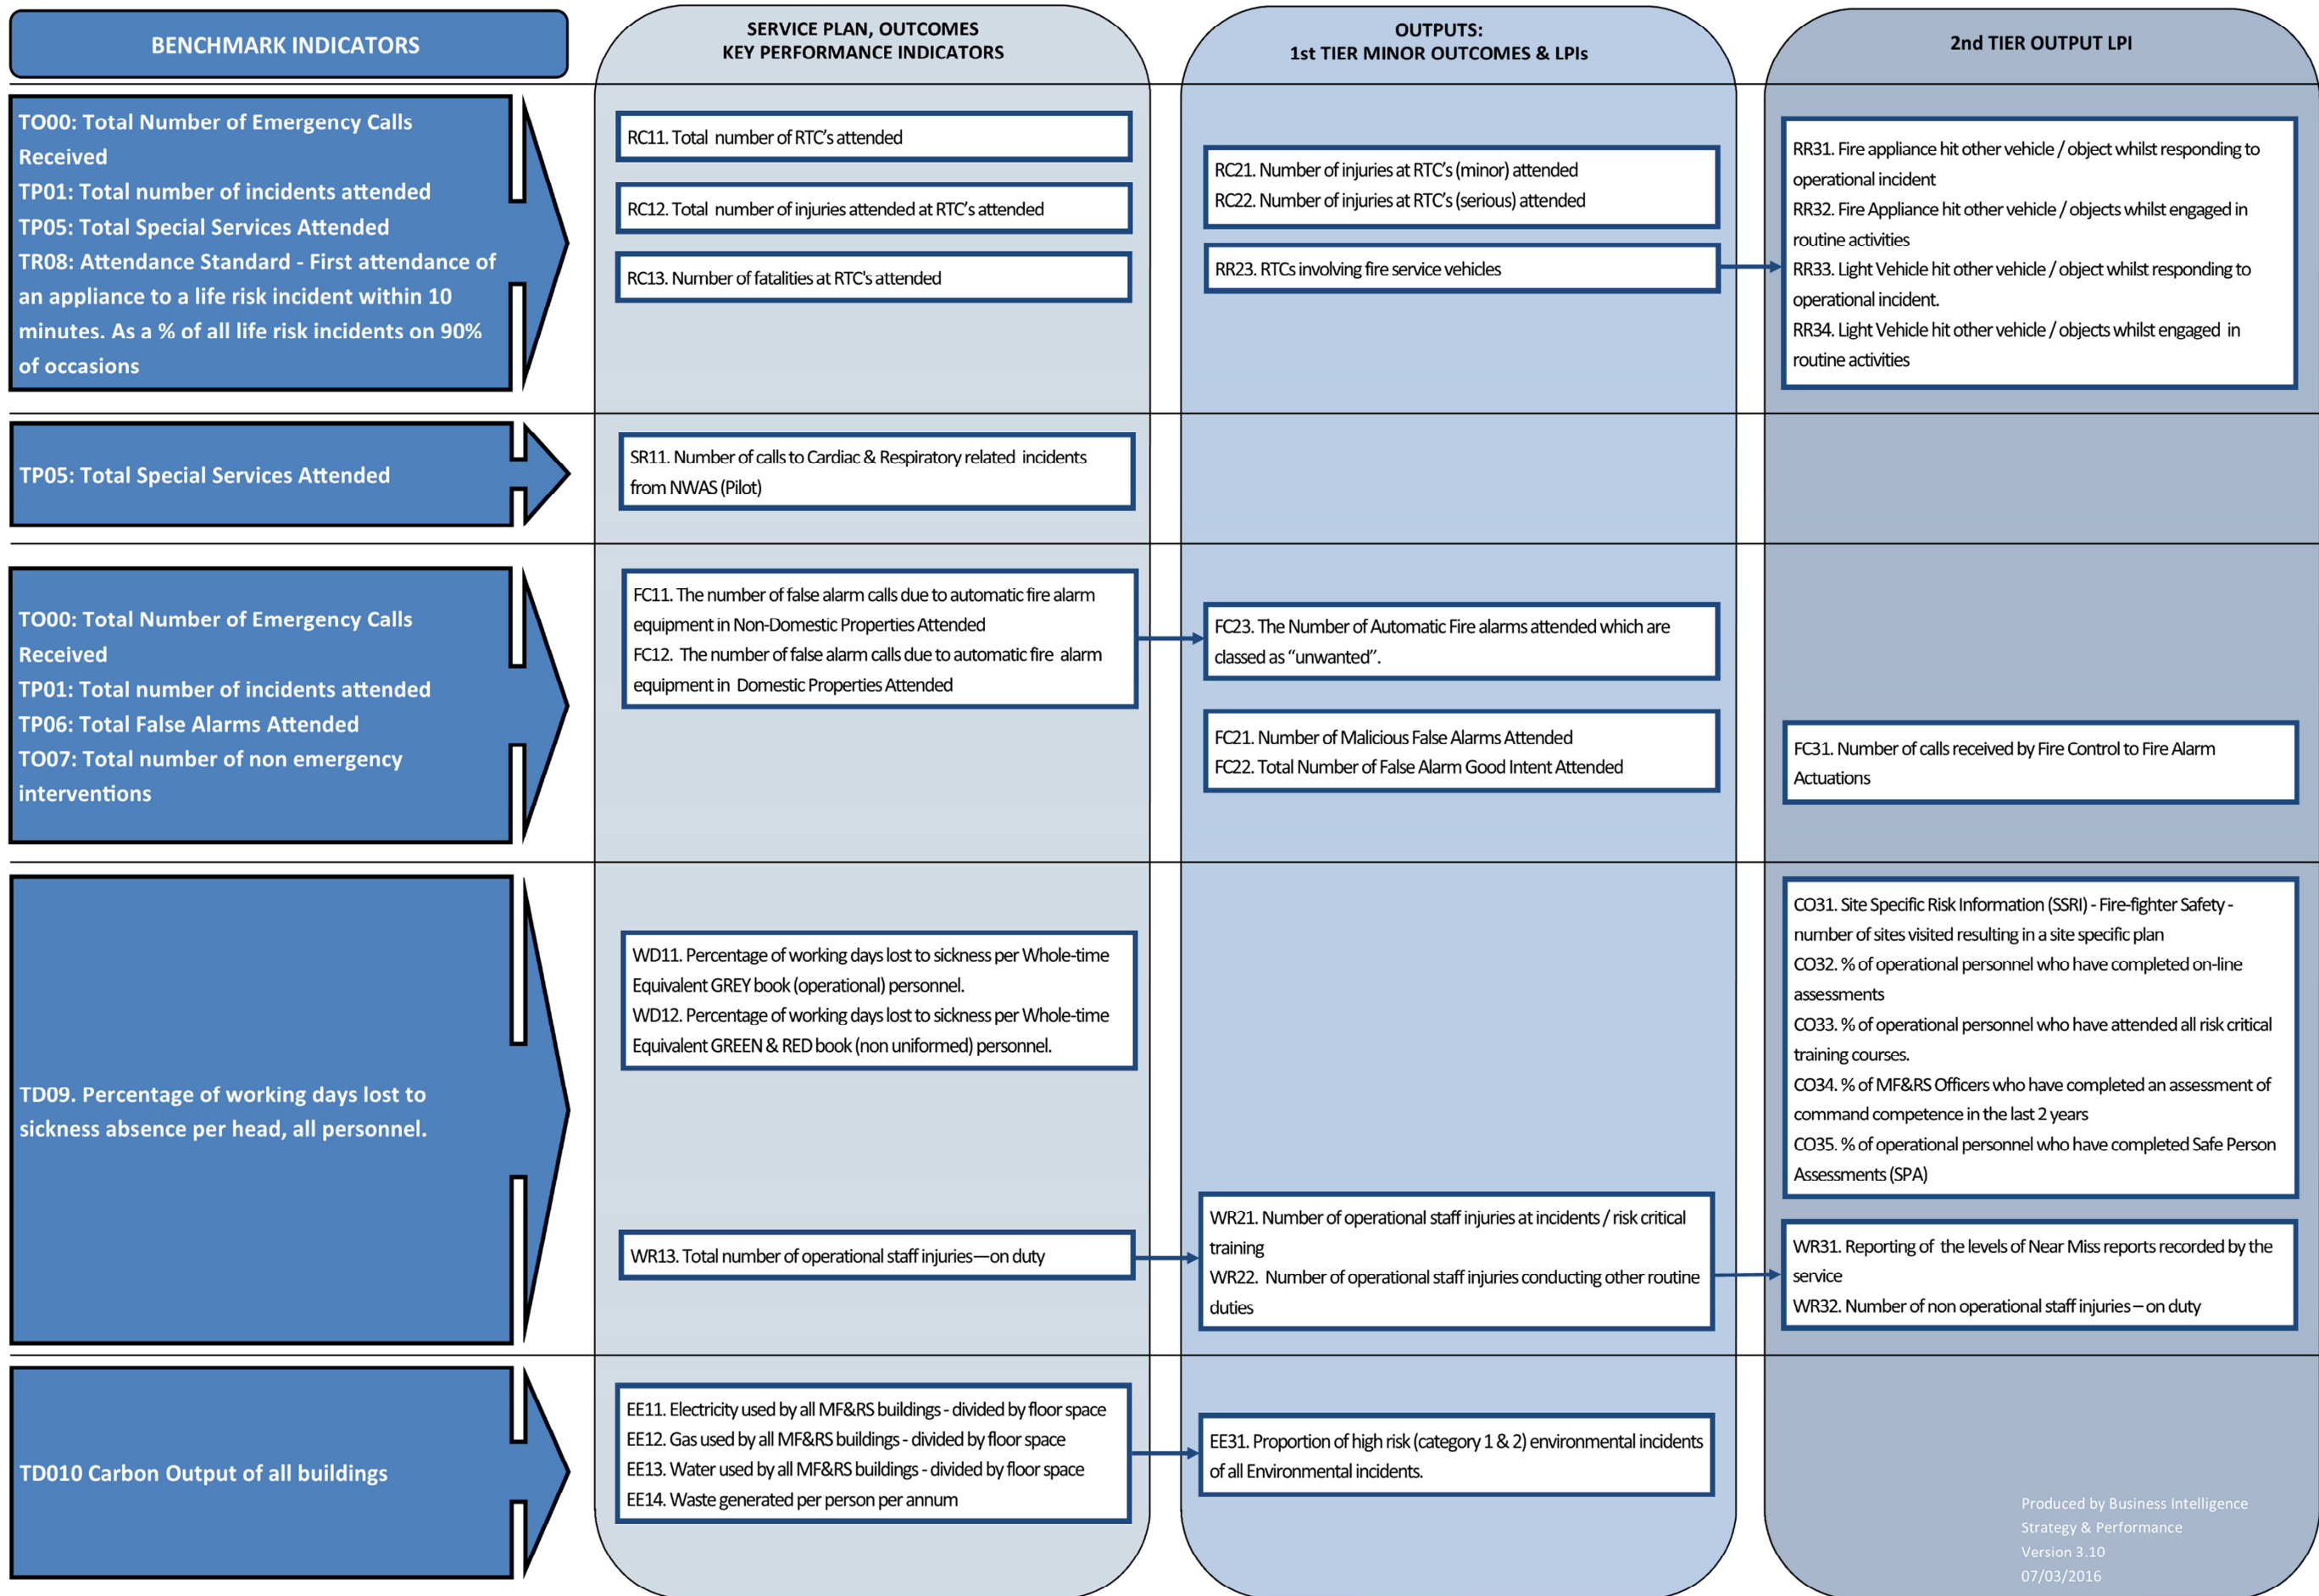 BENCHMARK INDICATORS
SERVICE PLAN, OUTCOMES
KEY PERFORMANCE INDICATORS
OUTPUTS:
1st TIER MINOR OUTCOMES & LPIs
2nd TIER OUTPUT LPI
TO00: Total Number of Emergency Calls
Received
TP01: Total number of incidents attended
TP05: Total Special Services Attended
TR08: Attendance Standard - First attendance of
an appliance to a life risk incident within 10
minutes. As a % of all life risk incidents on 90%
of occasions
RC11. Total number of RTC’s attended
RC12. Total number of injuries attended at RTC’s attended
RC13. Number of fatalities at RTC's attended
RC21. Number of injuries at RTC’s (minor) attended
RC22. Number of injuries at RTC’s (serious) attended
RR23. RTCs involving fire service vehicles
RR31. Fire appliance hit other vehicle / object whilst responding to
operational incident
RR32. Fire Appliance hit other vehicle / objects whilst engaged in
routine activities
RR33. Light Vehicle hit other vehicle / object whilst responding to
operational incident.
RR34. Light Vehicle hit other vehicle / objects whilst engaged in
routine activities
TP05: Total Special Services Attended
SR11. Number of calls to Cardiac & Respiratory related incidents
from NWAS (Pilot)
TO00: Total Number of Emergency Calls
Received
TP01: Total number of incidents attended
TP06: Total False Alarms Attended
TO07: Total number of non emergency
interventions
FC11. The number of false alarm calls due to automatic fire alarm
equipment in Non-Domestic Properties Attended
FC12. The number of false alarm calls due to automatic fire alarm
equipment in Domestic Properties Attended
FC23. The Number of Automatic Fire alarms attended which are
classed as “unwanted”.
FC21. Number of Malicious False Alarms Attended
FC22. Total Number of False Alarm Good Intent Attended
FC31. Number of calls received by Fire Control to Fire Alarm
Actuations
TD09. Percentage of working days lost to
sickness absence per head, all personnel.
WD11. Percentage of working days lost to sickness per Whole-time
Equivalent GREY book (operational) personnel.
WD12. Percentage of working days lost to sickness per Whole-time
Equivalent GREEN & RED book (non uniformed) personnel.
WR13. Total number of operational staff injuries—on duty
WR21. Number of operational staff injuries at incidents / risk critical
training
WR22. Number of operational staff injuries conducting other routine
duties
CO31. Site Specific Risk Information (SSRI) - Fire-fighter Safety -
number of sites visited resulting in a site specific plan
CO32. % of operational personnel who have completed on-line
assessments
CO33. % of operational personnel who have attended all risk critical
training courses.
CO34. % of MF&RS Officers who have completed an assessment of
command competence in the last 2 years
CO35. % of operational personnel who have completed Safe Person
Assessments (SPA)
WR31. Reporting of the levels of Near Miss reports recorded by the
service
WR32. Number of non operational staff injuries – on duty
TD010 Carbon Output of all buildings
EE11. Electricity used by all MF&RS buildings - divided by floor space
EE12. Gas used by all MF&RS buildings - divided by floor space
EE13. Water used by all MF&RS buildings - divided by floor space
EE14. Waste generated per person per annum
EE31. Proportion of high risk (category 1 & 2) environmental incidents
of all Environmental incidents.
Produced by Business Intelligence
Strategy & Performance
Version 3.10
07/03/2016